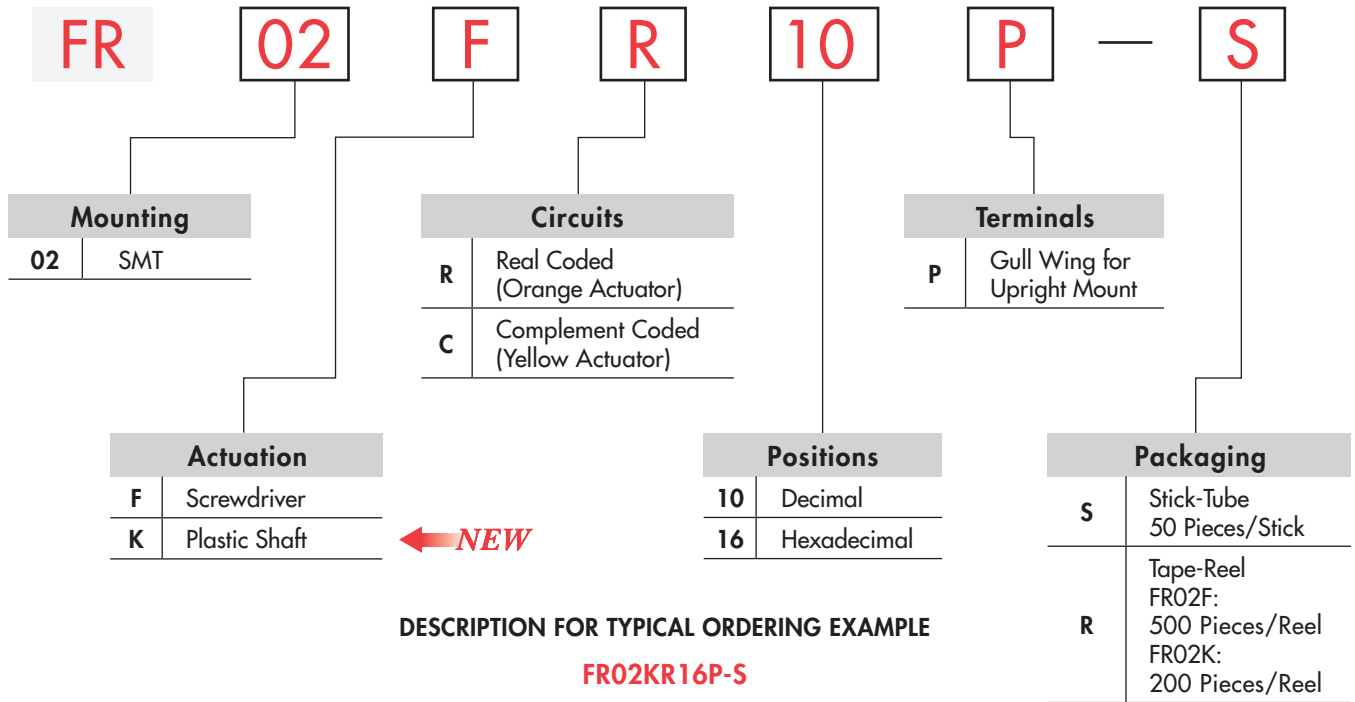 FR 02 F R 10 P — S
Mounting
02 SMT
Circuits
R Real Coded
(Orange Actuator)
C Complement Coded
(Yellow Actuator)
Terminals
P Gull Wing for
Upright Mount
Actuation
F Screwdriver
K Plastic Shaft NEW
Positions
10 Decimal
16 Hexadecimal
Packaging
S Stick-Tube
50 Pieces/Stick
R Tape-Reel
FR02F:
500 Pieces/Reel
FR02K:
200 Pieces/Reel
DESCRIPTION FOR TYPICAL ORDERING EXAMPLE
FR02KR16P-S